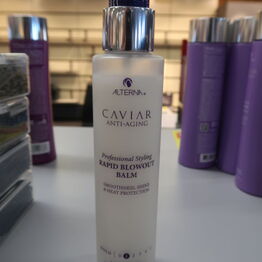 ALTERNA
CAVIAR
ANTI-AGING
Professional Styling
RAPID BLOWOUT
BALM
SMOOTHNESS, SHINE
& HEAT PROTECTION